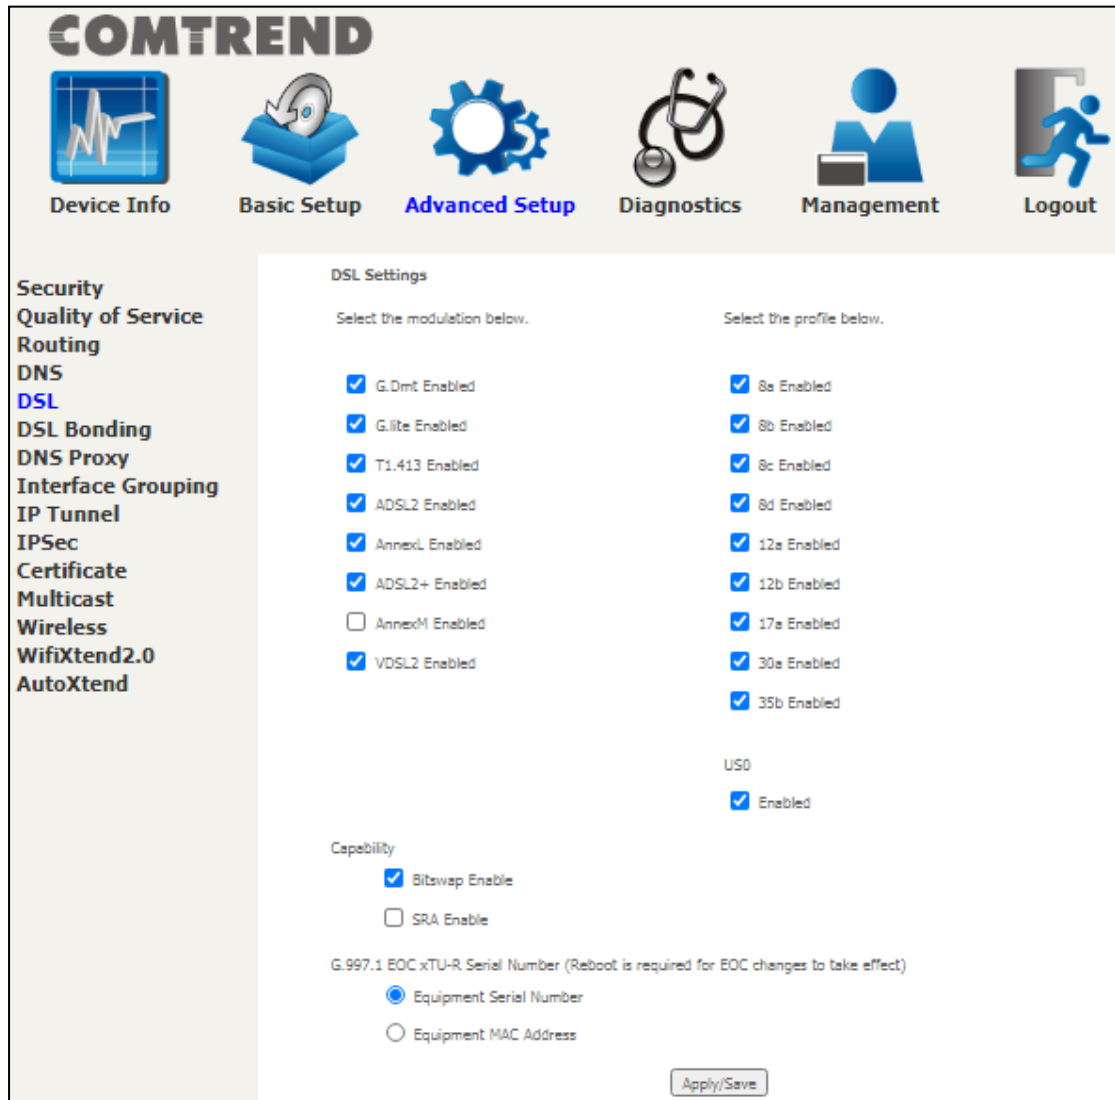 COMTREND
Device Info
Basic Setup
Advanced Setup
Diagnostics
Management
Logout
Security
Quality of Service
Routing
DNS
DSL
DSL Bonding
DNS Proxy
Interface Grouping
IP Tunnel
IPSec
Certificate
Multicast
Wireless
WifiXtend2.0
AutoXtend
DSL Settings
Select the modulation below.
Select the profile below.
G.Dmt Enabled
8a Enabled
G.lite Enabled
8b Enabled
T1.413 Enabled
8c Enabled
ADSL2 Enabled
8d Enabled
AnnexL Enabled
12a Enabled
ADSL2+ Enabled
12b Enabled
AnnexM Enabled
17a Enabled
VDSL2 Enabled
30a Enabled
35b Enabled
US0
Enabled
Capability
Bitswap Enable
SRA Enable
G.997.1 EOC xTU-R Serial Number (Reboot is required for EOC changes to take effect)
Equipment Serial Number
Equipment MAC Address
Apply/Save